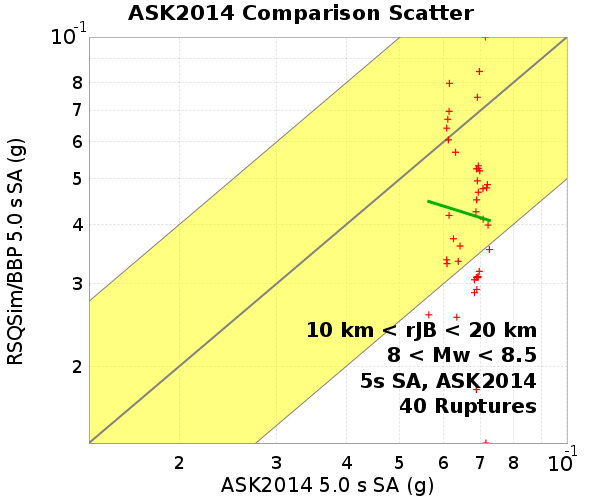 ASK2014 Comparison Scatter
10-1
8
7
6
5
4
3
2
RSQSim/BBP 5.0 s SA (g)
10 km < rJB < 20 km
8 < Mw < 8.5
5s SA, ASK2014
40 Ruptures
2 3 4 5 6 7 8 10-1
ASK2014 5.0 s SA (g)